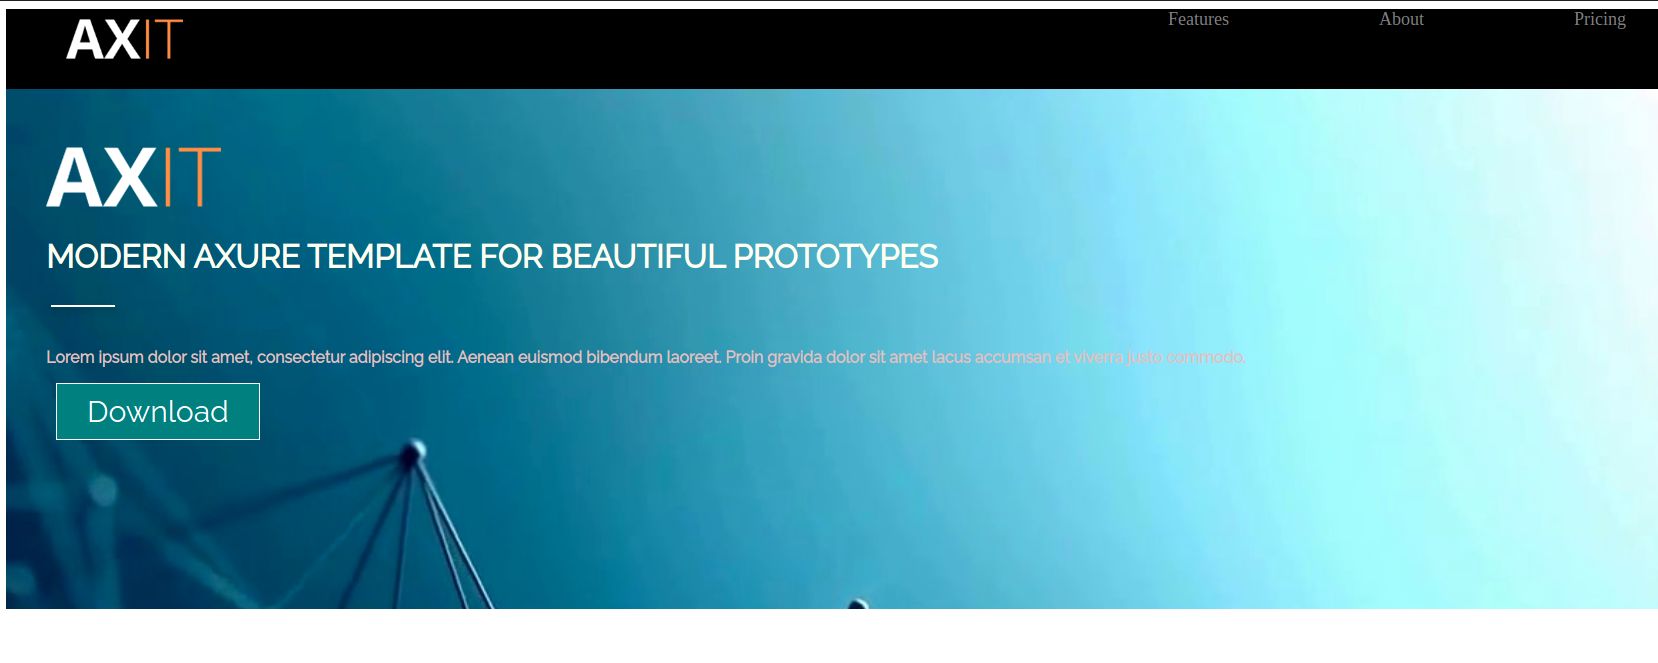 AXIT
Features About Pricing
AXIT
MODERN AXURE TEMPLATE FOR BEAUTIFUL PROTOTYPES
Lorem ipsum dolor sit amet, consectetur adipiscing elit. Aenean euismod bibendum laoreet. Proin gravida dolor sit amet lacus accumsan et viverra justo commodo.
Download